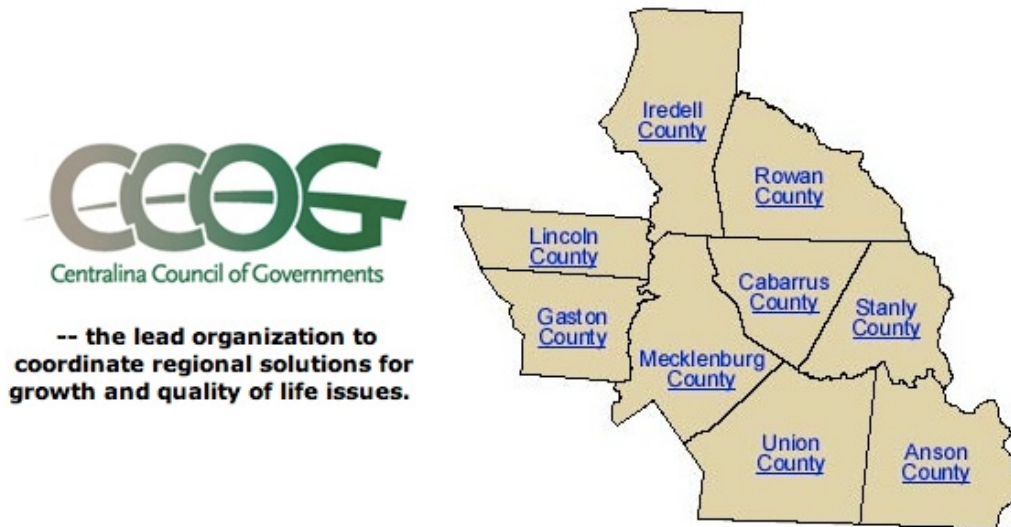 CCOG
Centralina Council of Governments
-- the lead organization to
coordinate regional solutions for
growth and quality of life issues.
Iredell
County
Rowan
County
Lincoln
County
Cabarrus
County
Stanly
County
Gaston
County
Mecklenburg
County
Union
County
Anson
County